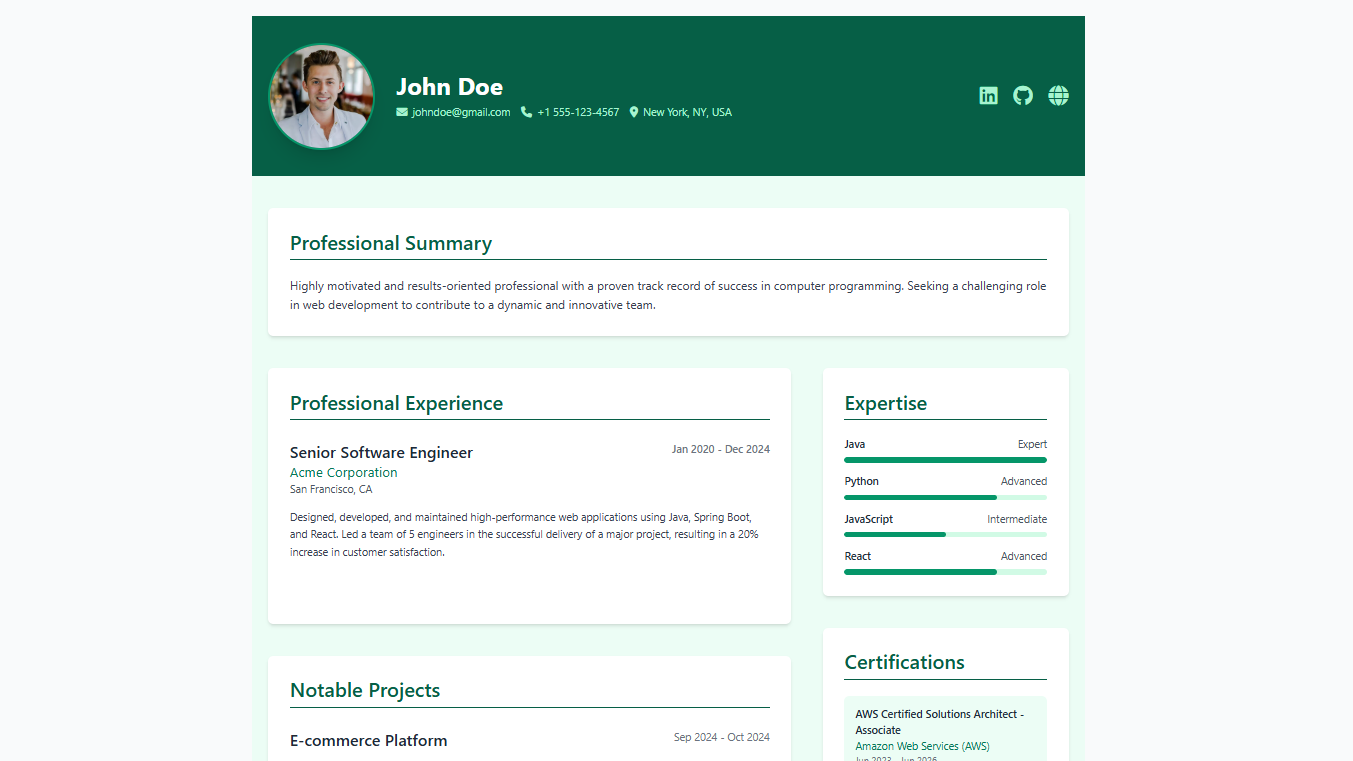 John Doe
johndoe@gmail.com +1 555-123-4567 New York, NY, USA
Professional Summary
Highly motivated and results-oriented professional with a proven track record of success in computer programming. Seeking a challenging role
in web development to contribute to a dynamic and innovative team.
Professional Experience
Senior Software Engineer
Jan 2020 - Dec 2024
Acme Corporation
San Francisco, CA
Designed, developed, and maintained high-performance web applications using Java, Spring Boot,
and React. Led a team of 5 engineers in the successful delivery of a major project, resulting in a 20%
increase in customer satisfaction.
Notable Projects
E-commerce Platform
Sep 2024 - Oct 2024
Expertise
Java Expert
Python Advanced
JavaScript Intermediate
React Advanced
Certifications
AWS Certified Solutions Architect -
Associate
Amazon Web Services (AWS)
Jun 2023 - Jun 2026